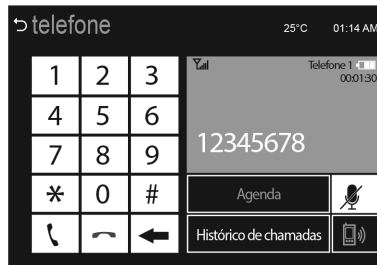 telefone 25°C 01:14 AM
1 2 3
4 5 6
7 8 9
* 0 #
Telefone 1
00:01:30
12345678
Agenda
Histórico de chamadas